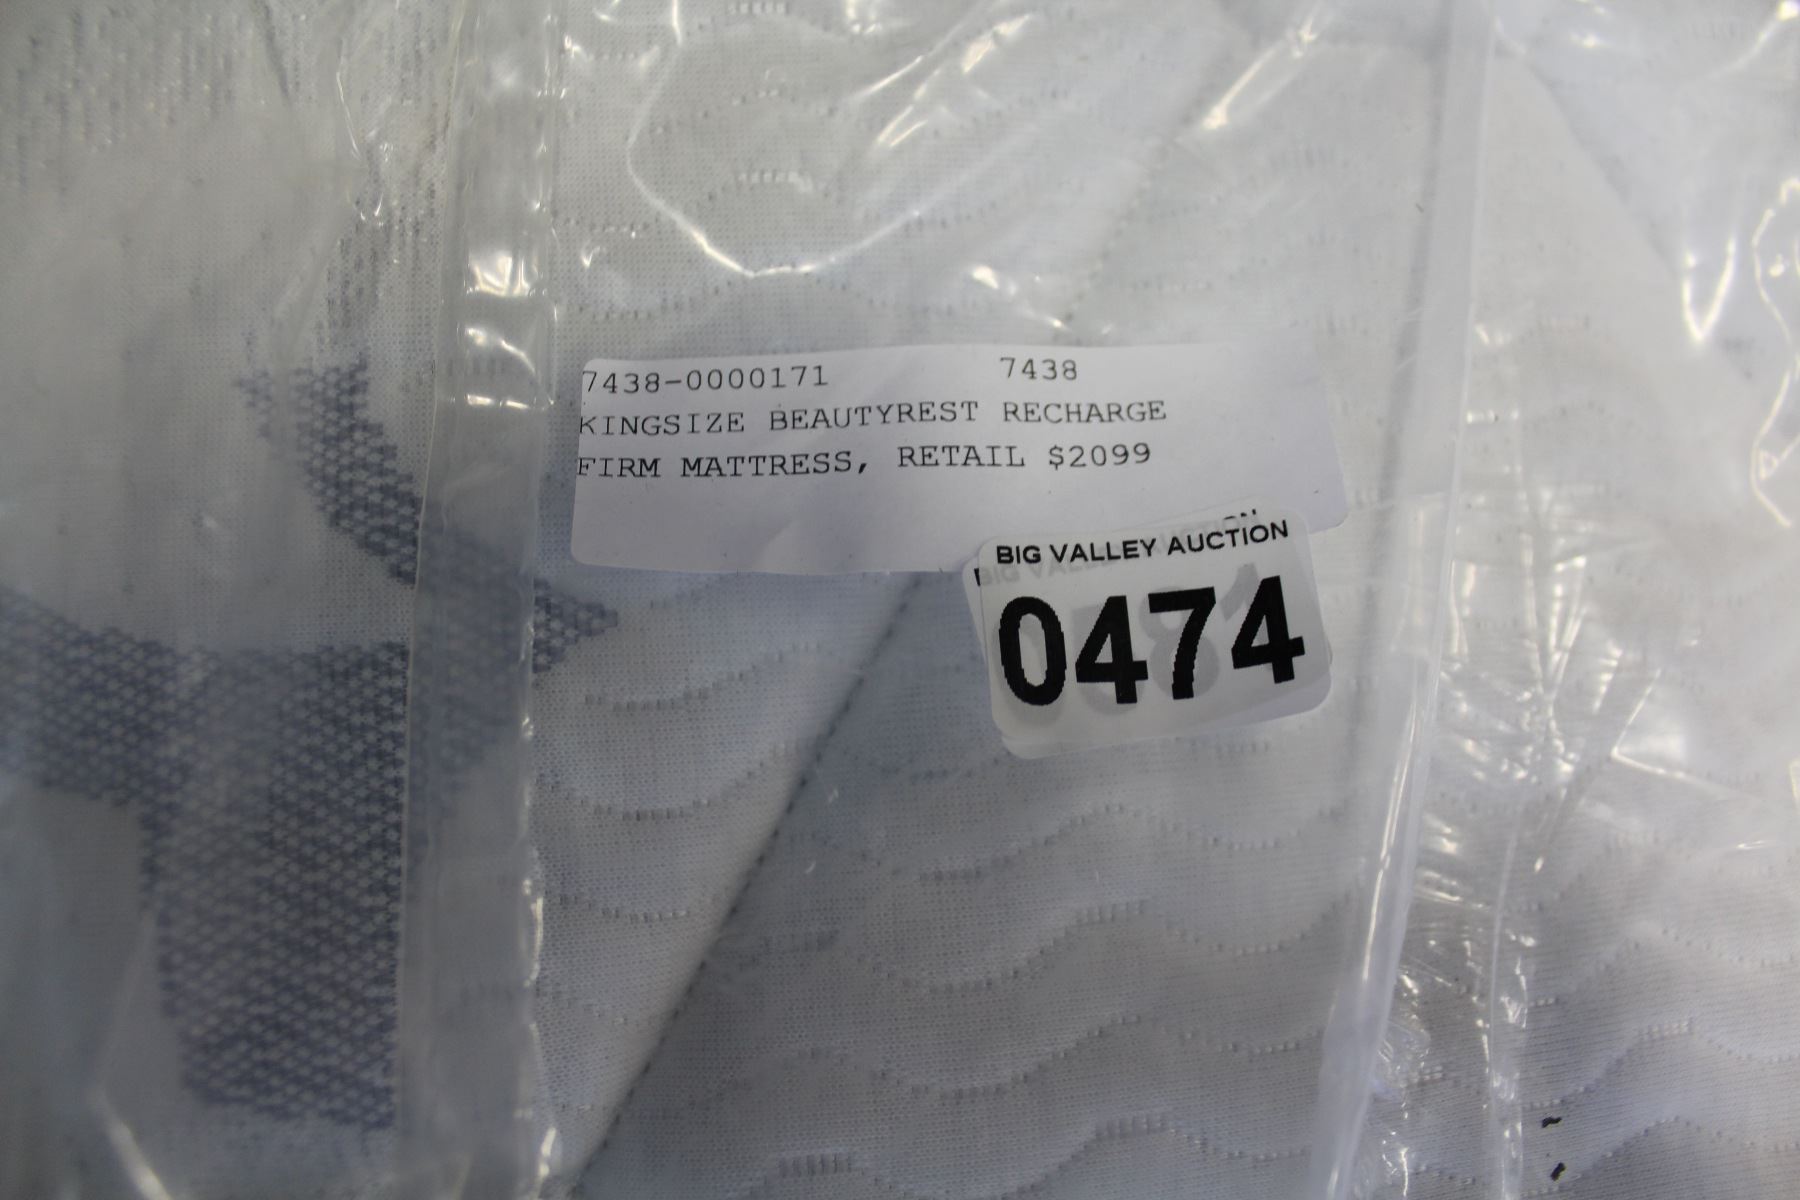 7438-0000171 7438
KINGSIZE BEAUTYREST RECHARGE
FIRM MATTRESS, RETAIL $2099
BIG VALLEY AUCTION
0474